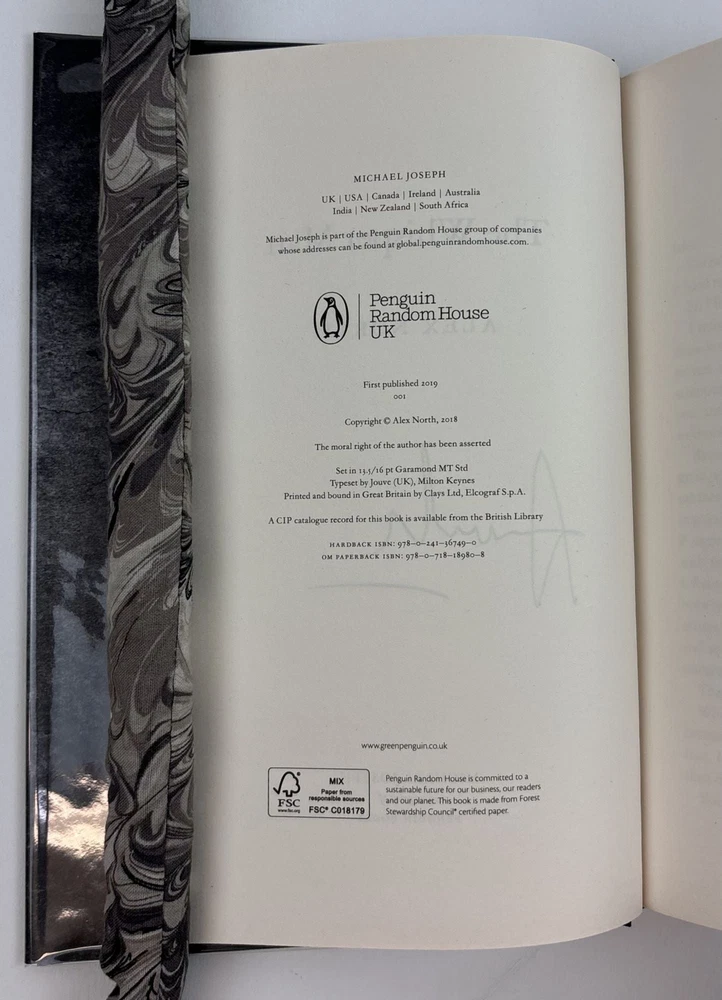 MICHAEL JOSEPH
UK | USA | Canada | Ireland | Australia
India | New Zealand | South Africa
Michael Joseph is part of the Penguin Random House group of companies
whose addresses can be found at global.penguinrandomhouse.com.
Penguin
Random House
UK
First published 2019
001
Copyright © Alex North, 2018
The moral right of the author has been asserted
Set in 13.5/16 pt Garamond MT Std
Typeset by Jouve (UK), Milton Keynes
Printed and bound in Great Britain by Clays Ltd, Elcograf S.p.A.
A CIP catalogue record for this book is available from the British Library
HARDBACK ISBN: 978–0–241–36749–0
OM PAPERBACK ISBN: 978–0–718–18980–8
www.greenpenguin.co.uk
FSC
www.fsc.org
MIX
Paper from
responsible sources
FSC® C018179
Penguin Random House is committed to a
sustainable future for our business, our readers
and our planet. This book is made from Forest
Stewardship Council® certified paper.